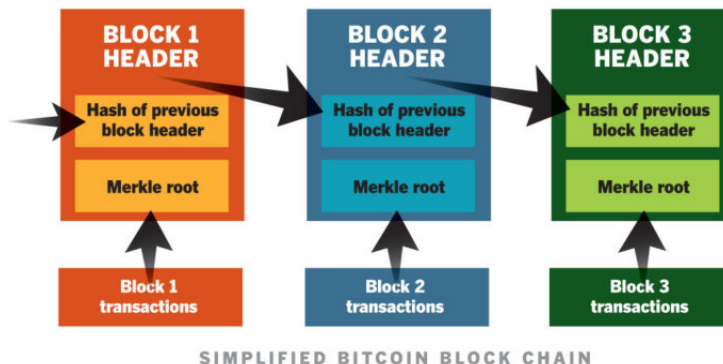 BLOCK 1
HEADER
Hash of previous
block header
Merkle root
Block 1
transactions
BLOCK 2
HEADER
Hash of previous
block header
Merkle root
Block 2
transactions
BLOCK 3
HEADER
Hash of previous
block header
Merkle root
Block 3
transactions
SIMPLIFIED BITCOIN BLOCK CHAIN